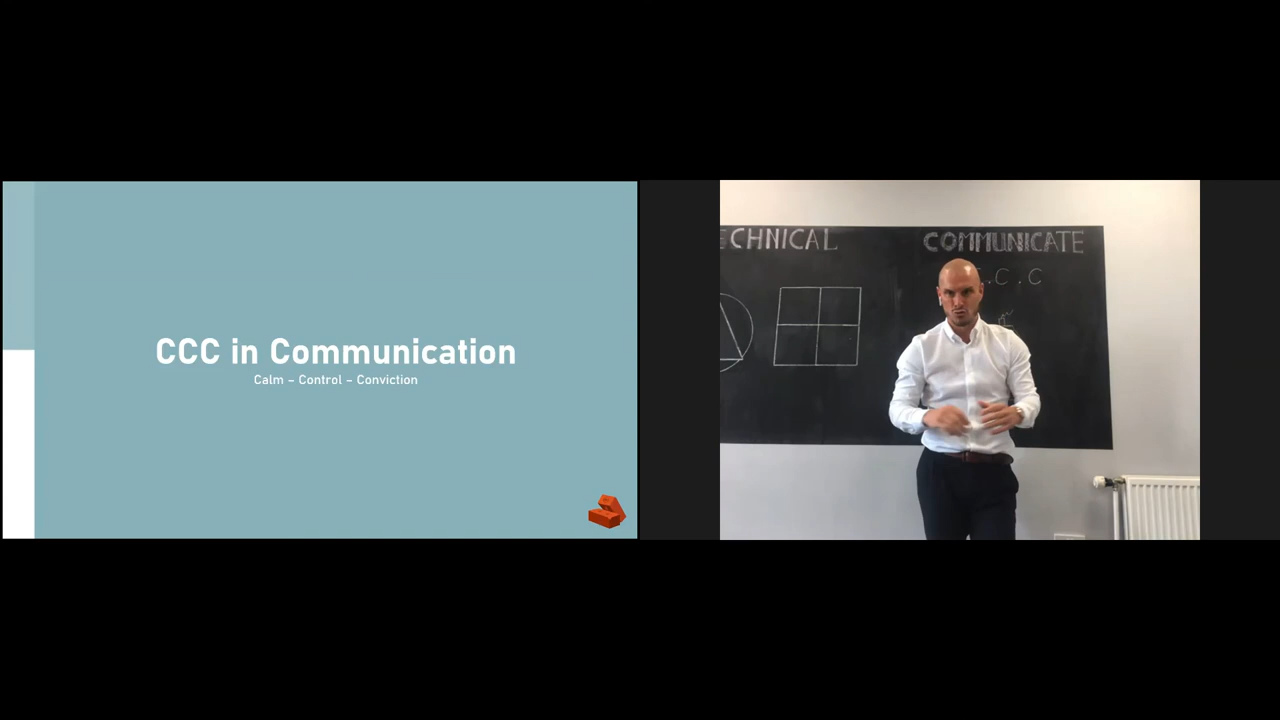 CCC in Communication
Calm – Control – Conviction
ECHNICAL
COMMUNICATE
. C . C